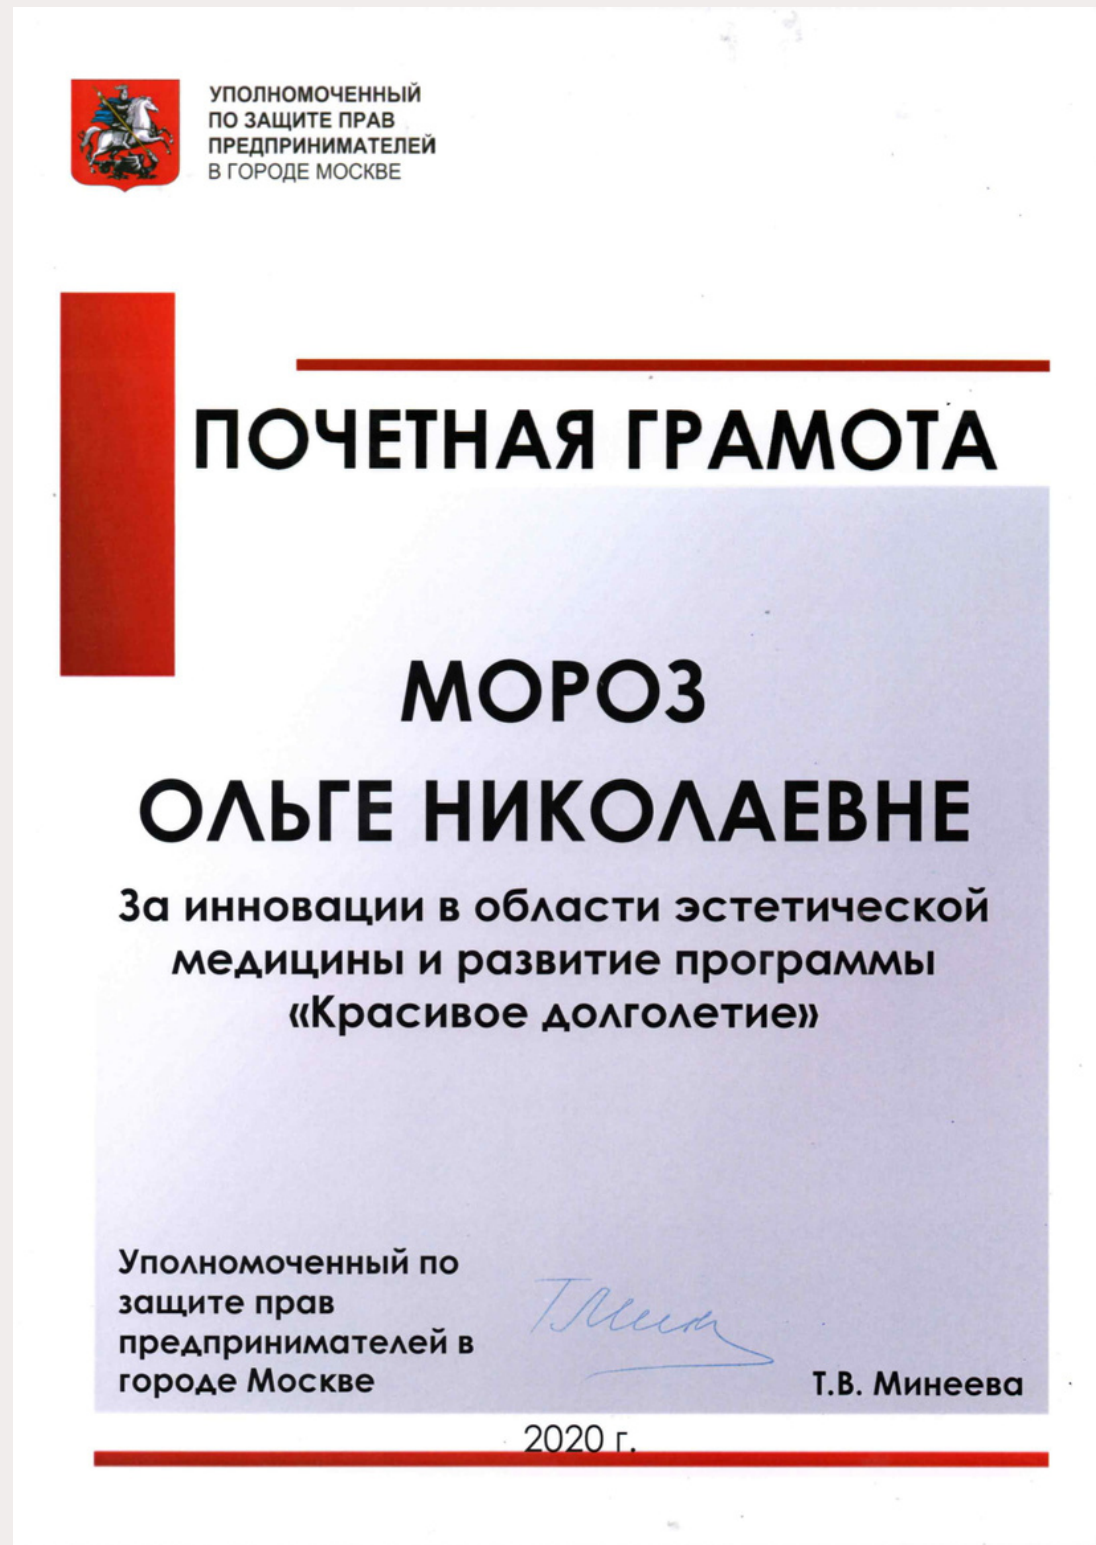 УПОЛНОМОЧЕННЫЙ
ПО ЗАЩИТЕ ПРАВ
ПРЕДПРИНИМАТЕЛЕЙ
В ГОРОДЕ МОСКВЕ
ПОЧЕТНАЯ ГРАМОТА
МОРОЗ
ОЛЬГЕ НИКОЛАЕВНЕ
За инновации в области эстетической
медицины и развитие программы
«Красивое долголетие»
Уполномоченный по
защите прав
предпринимателей в
городе Москве
Т.В. Минеева
2020 г.